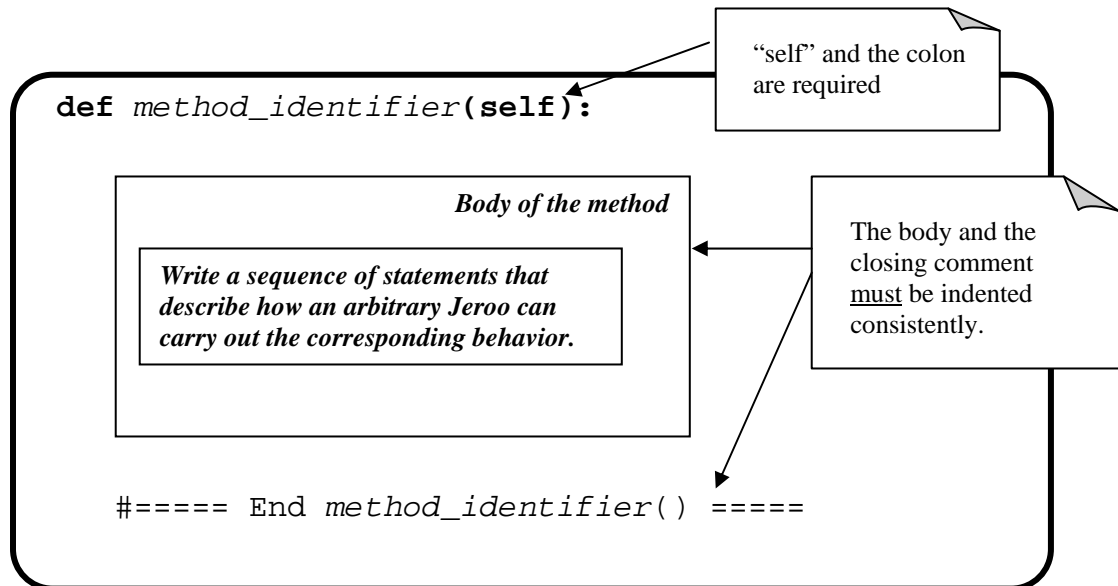 “self” and the colon
are required
def method_identifier(self):
Body of the method
Write a sequence of statements that
describe how an arbitrary Jeroo can
carry out the corresponding behavior.
The body and the
closing comment
must be indented
consistently.
#===== End method_identifier() =====